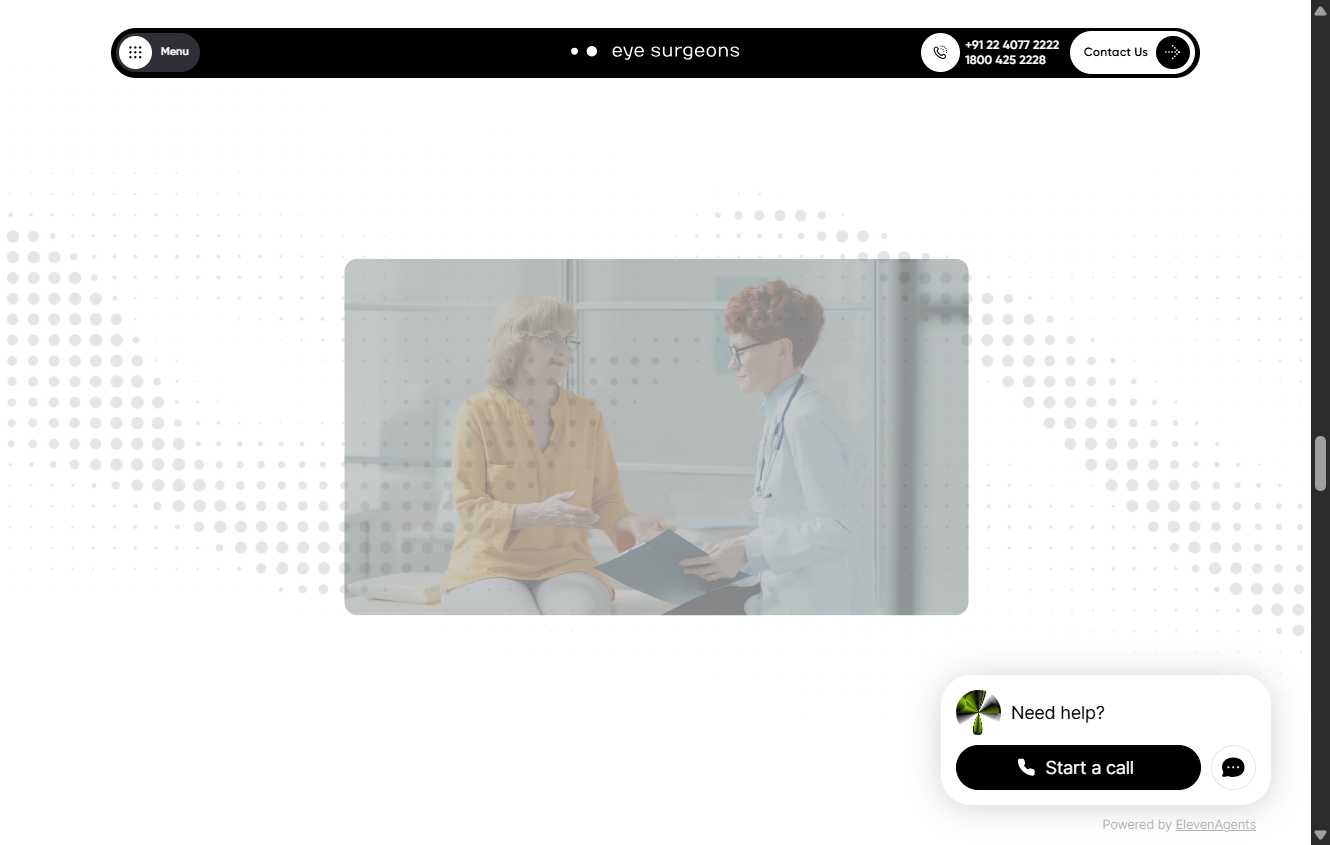 Menu
eye surgeons
+91 22 4077 2222
1800 425 2228
Contact Us
Need help?
Start a call
Powered by ElevenAgents